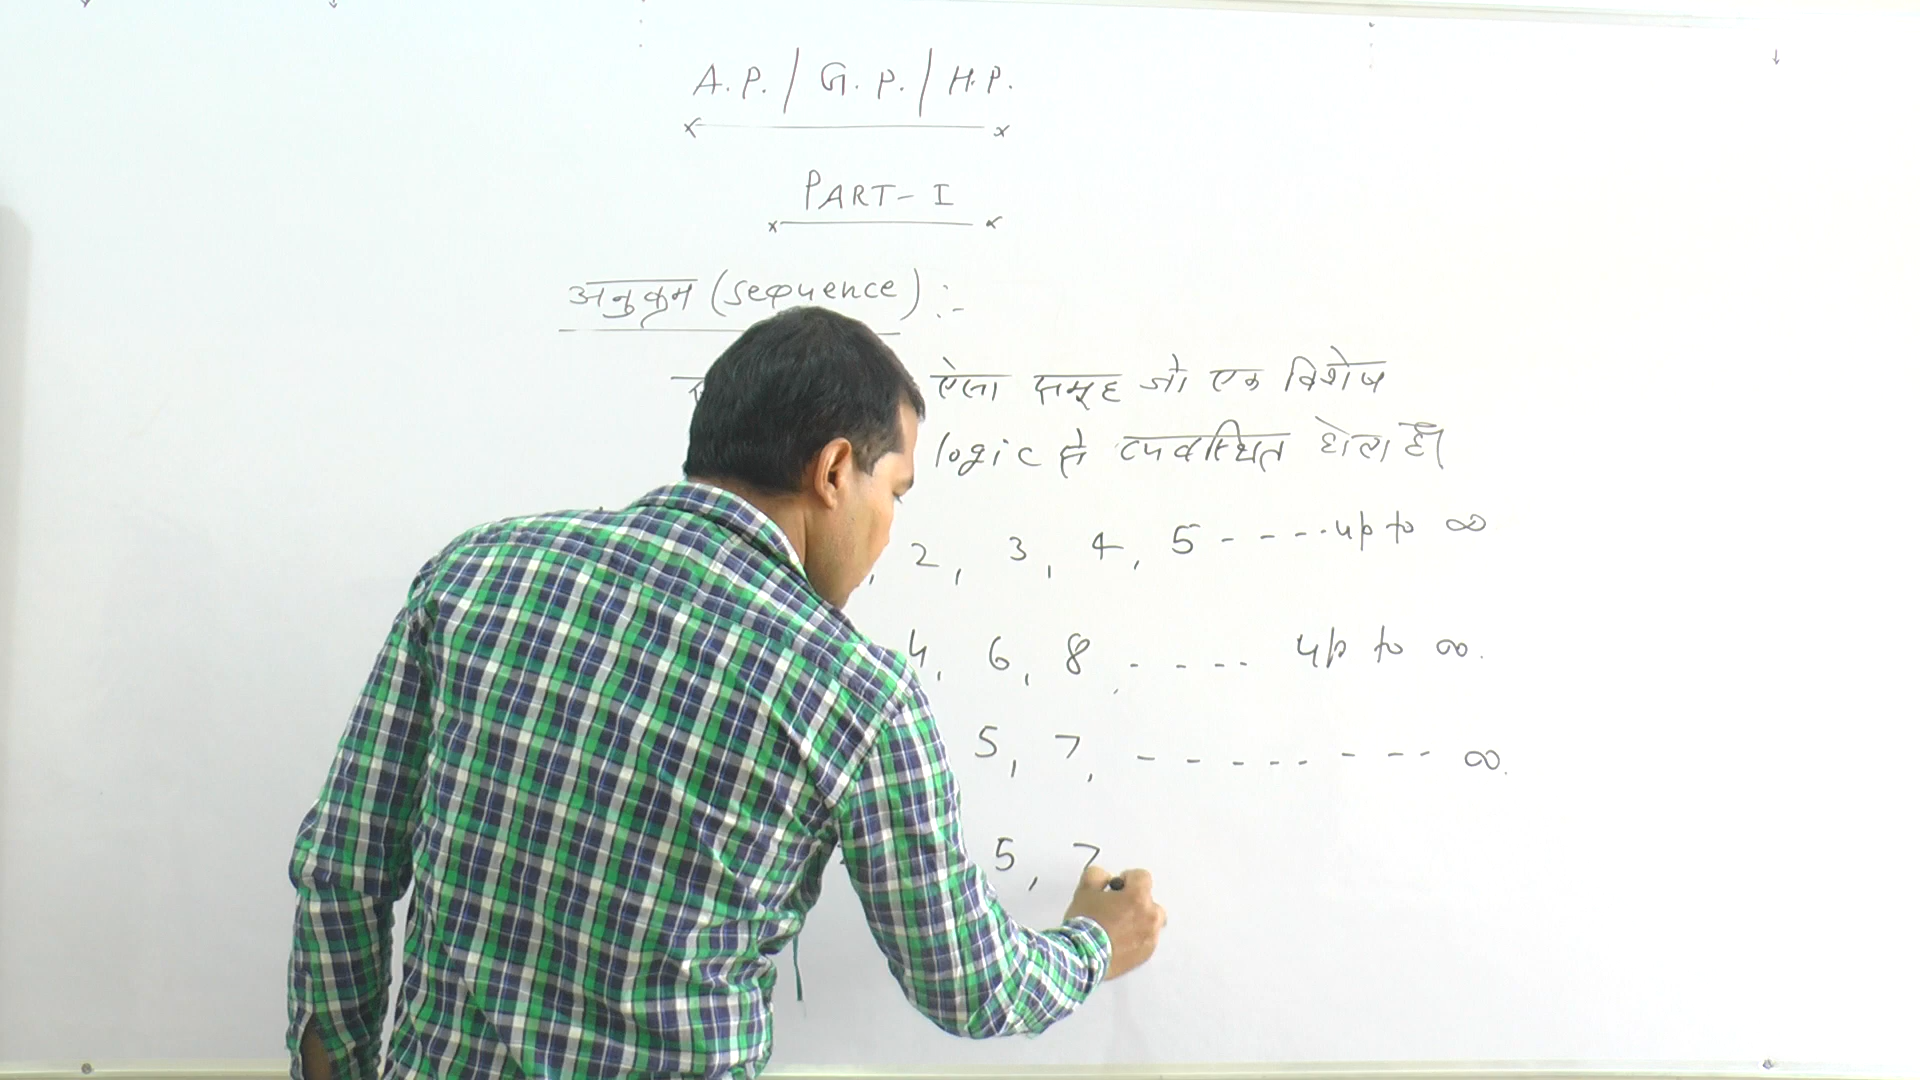 A.P. / G.P. / H.P.
PART-I
अनुक्रम (sequence) :-
ऐसा समूह जो एक विशेष
logic से व्यवस्थित होता है।
, 2, 3, 4, 5 - - - - . up to ∞
4, 6, 8, - - - - up to ∞.
5, 7, - - - - - - - - ∞.
5, 7